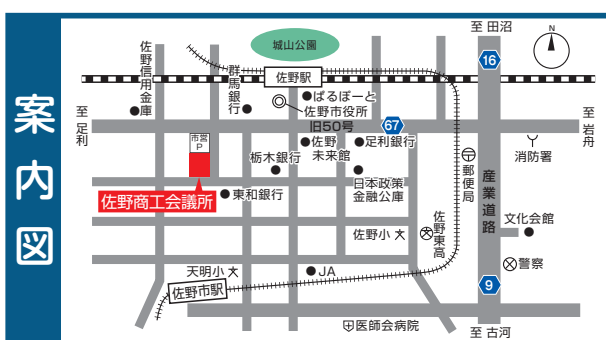 案内図
至 田沼
N
城山公園
16
佐野信用金庫
群馬銀行
佐野駅
ぱるぽーと
佐野市役所
至 足利
旧50号
67
至 岩舟
市営
P
佐野
未来館
足利銀行
消防署
栃木銀行
郵便局
産業道路
日本政策
金融公庫
佐野商工会議所
東和銀行
佐野東高
文化会館
佐野小
天明小
JA
警察
佐野市駅
9
医師会病院
至 古河